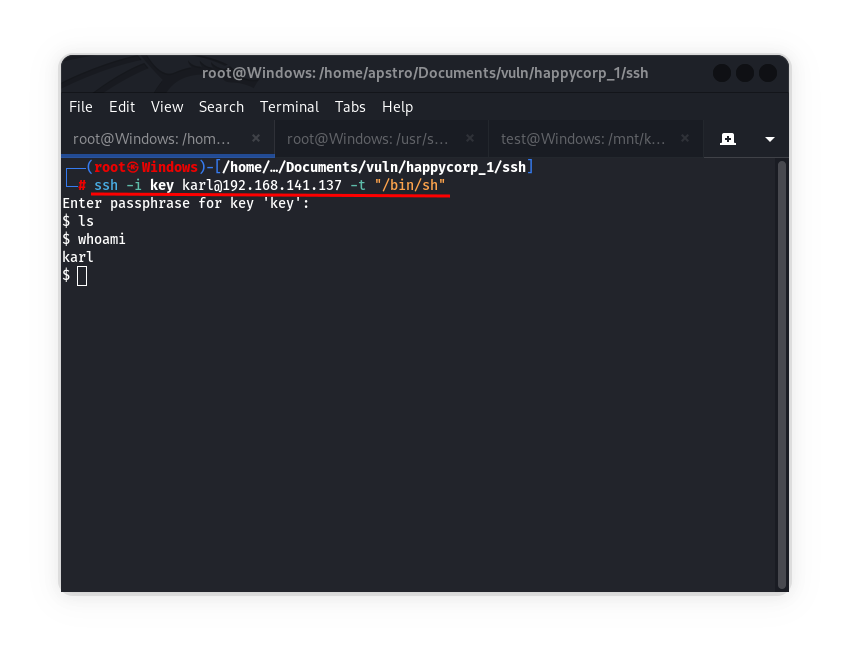 root@Windows: /home/apstro/Documents/vuln/happycorp_1/ssh
File Edit View Search Terminal Tabs Help
root@Windows: /hom… × root@Windows: /usr/s… × test@Windows: /mnt/k… ×
┌──(root㉿Windows)-[/home/…/Documents/vuln/happycorp_1/ssh]
└─# ssh -i key karl@192.168.141.137 -t "/bin/sh"
Enter passphrase for key 'key':
$ ls
$ whoami
karl
$